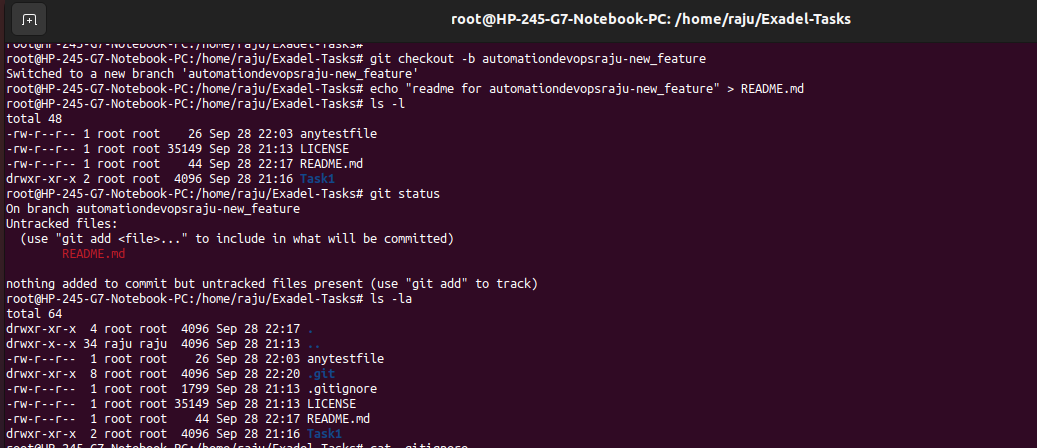 root@HP-245-G7-Notebook-PC: /home/raju/Exadel-Tasks
root@HP-245-G7-Notebook-PC:/home/raju/Exadel-Tasks#
root@HP-245-G7-Notebook-PC:/home/raju/Exadel-Tasks# git checkout -b automationdevopsraju-new_feature
Switched to a new branch 'automationdevopsraju-new_feature'
root@HP-245-G7-Notebook-PC:/home/raju/Exadel-Tasks# echo "readme for automationdevopsraju-new_feature" > README.md
root@HP-245-G7-Notebook-PC:/home/raju/Exadel-Tasks# ls -l
total 48
-rw-r--r-- 1 root root    26 Sep 28 22:03 anytestfile
-rw-r--r-- 1 root root 35149 Sep 28 21:13 LICENSE
-rw-r--r-- 1 root root    44 Sep 28 22:17 README.md
drwxr-xr-x 2 root root  4096 Sep 28 21:16 Task1
root@HP-245-G7-Notebook-PC:/home/raju/Exadel-Tasks# git status
On branch automationdevopsraju-new_feature
Untracked files:
  (use "git add <file>..." to include in what will be committed)
        README.md
nothing added to commit but untracked files present (use "git add" to track)
root@HP-245-G7-Notebook-PC:/home/raju/Exadel-Tasks# ls -la
total 64
drwxr-xr-x  4 root root  4096 Sep 28 22:17 .
drwxr-x--x 34 raju raju  4096 Sep 28 21:13 ..
-rw-r--r--  1 root root    26 Sep 28 22:03 anytestfile
drwxr-xr-x  8 root root  4096 Sep 28 22:20 .git
-rw-r--r--  1 root root  1799 Sep 28 21:13 .gitignore
-rw-r--r--  1 root root 35149 Sep 28 21:13 LICENSE
-rw-r--r--  1 root root    44 Sep 28 22:17 README.md
drwxr-xr-x  2 root root  4096 Sep 28 21:16 Task1
root@HP-245-G7-Notebook-PC:/home/raju/Exadel-Tasks# cat .gitignore